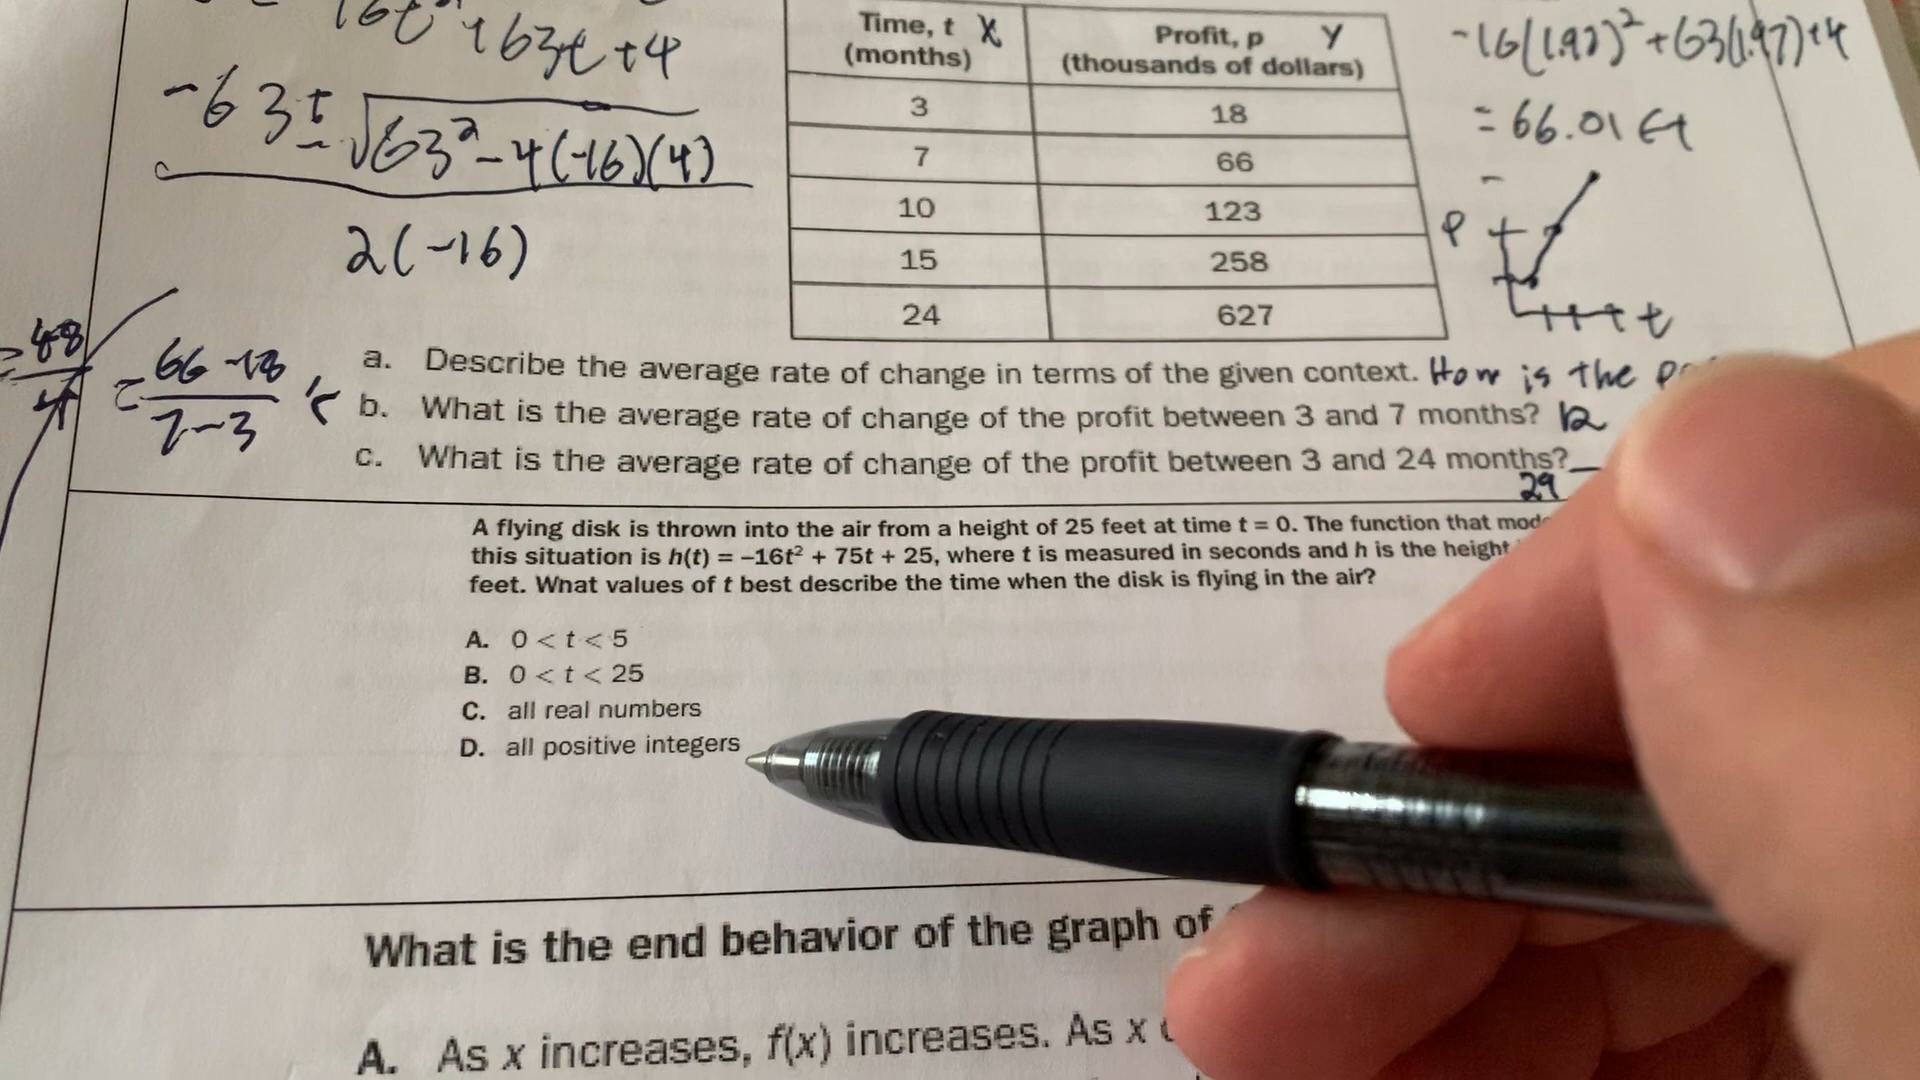 16t² + 63t + 4
-63 ± √63² - 4(-16)(4)
2(-16)
Time, t x
(months)
Profit, p y
(thousands of dollars)
3 18
7 66
10 123
15 258
24 627
-16(1.97)² + 63(1.97) + 4
= 66.01 ft
P
t
= 48
4
= 66 - 18
7 - 3
a. Describe the average rate of change in terms of the given context. How is the
b. What is the average rate of change of the profit between 3 and 7 months? 12
c. What is the average rate of change of the profit between 3 and 24 months?
29
A flying disk is thrown into the air from a height of 25 feet at time t = 0. The function that
this situation is h(t) = –16t² + 75t + 25, where t is measured in seconds and h is the height
feet. What values of t best describe the time when the disk is flying in the air?
A. 0 < t < 5
B. 0 < t < 25
C. all real numbers
D. all positive integers
What is the end behavior of the graph of
A. As x increases, f(x) increases. As x